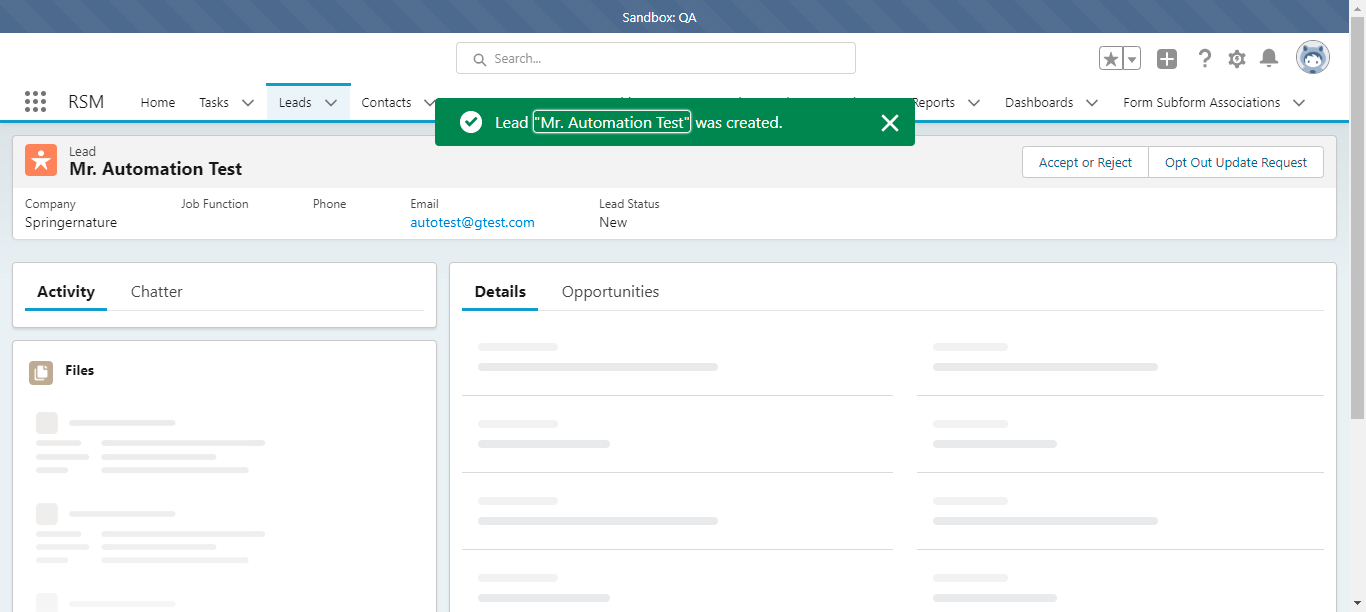 Sandbox: QA
Search...
RSM
Home
Tasks
Leads
Contacts
Reports
Dashboards
Form Subform Associations
Lead "Mr. Automation Test" was created.
Lead
Mr. Automation Test
Accept or Reject
Opt Out Update Request
Company
Job Function
Phone
Email
Lead Status
Springernature
autotest@gtest.com
New
Activity
Chatter
Details
Opportunities
Files